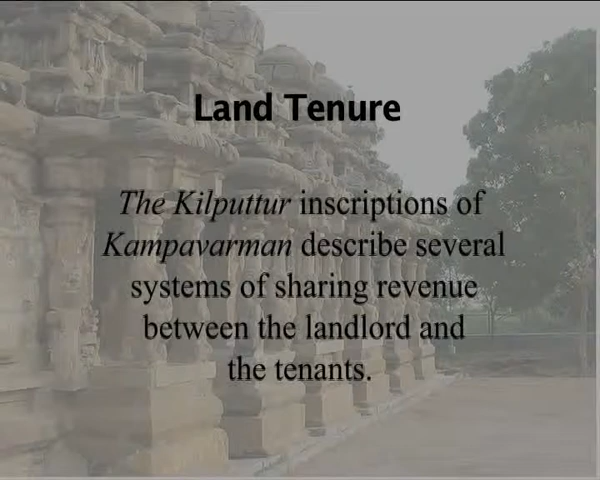 Land Tenure
The Kilputtur inscriptions of
Kampavarman describe several
systems of sharing revenue
between the landlord and
the tenants.